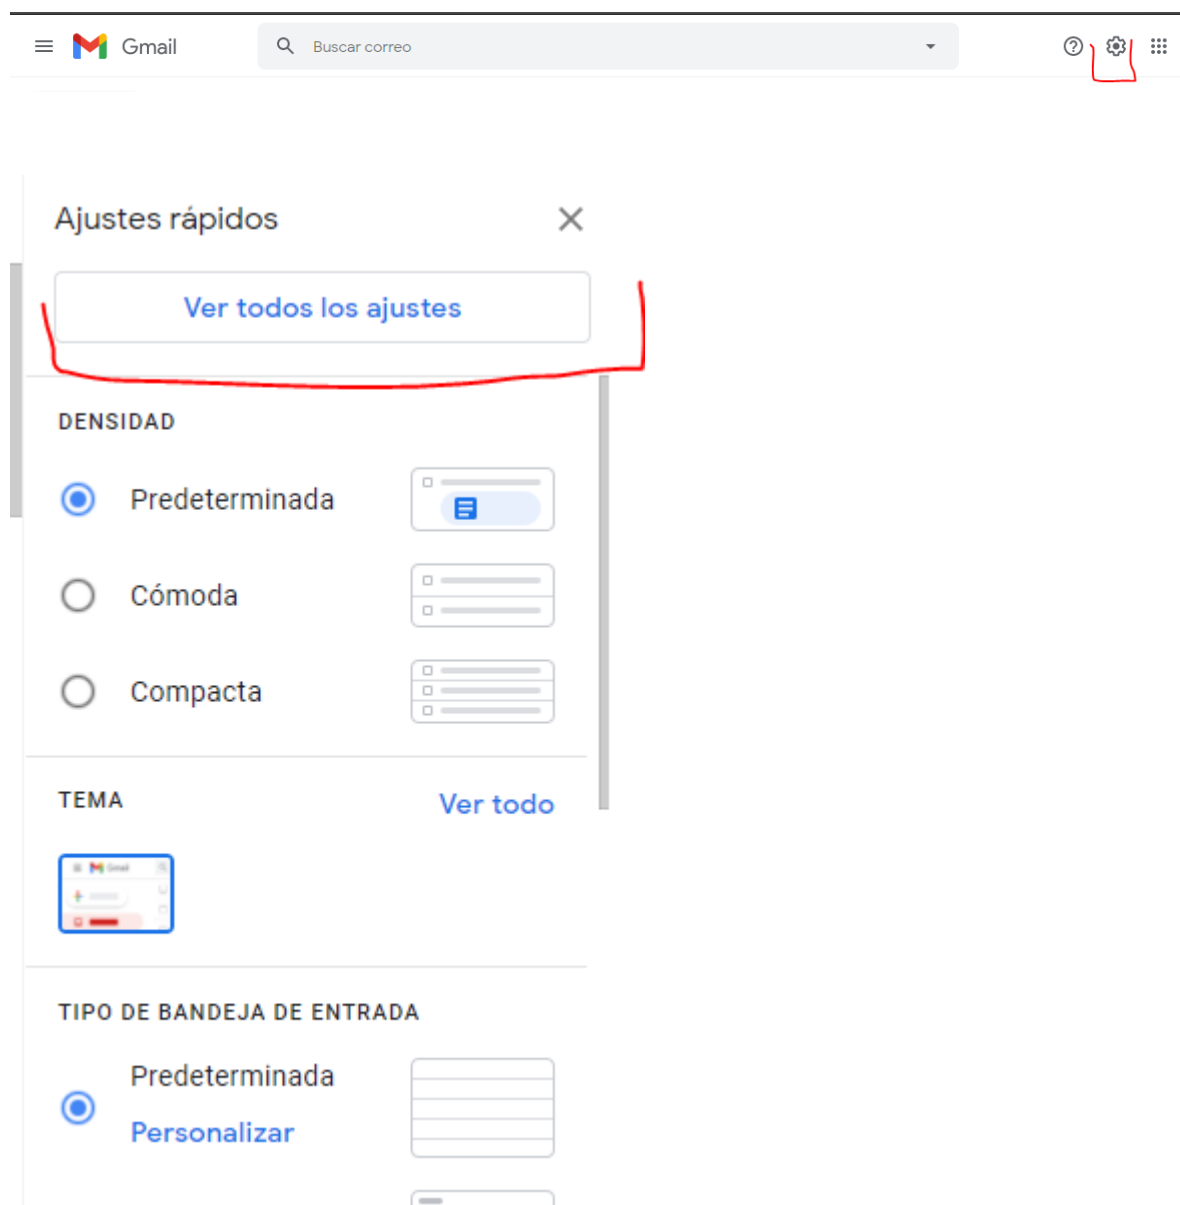 Gmail
Buscar correo
Ajustes rápidos
Ver todos los ajustes
DENSIDAD
Predeterminada
Cómoda
Compacta
TEMA
Ver todo
Gmail
TIPO DE BANDEJA DE ENTRADA
Predeterminada
Personalizar